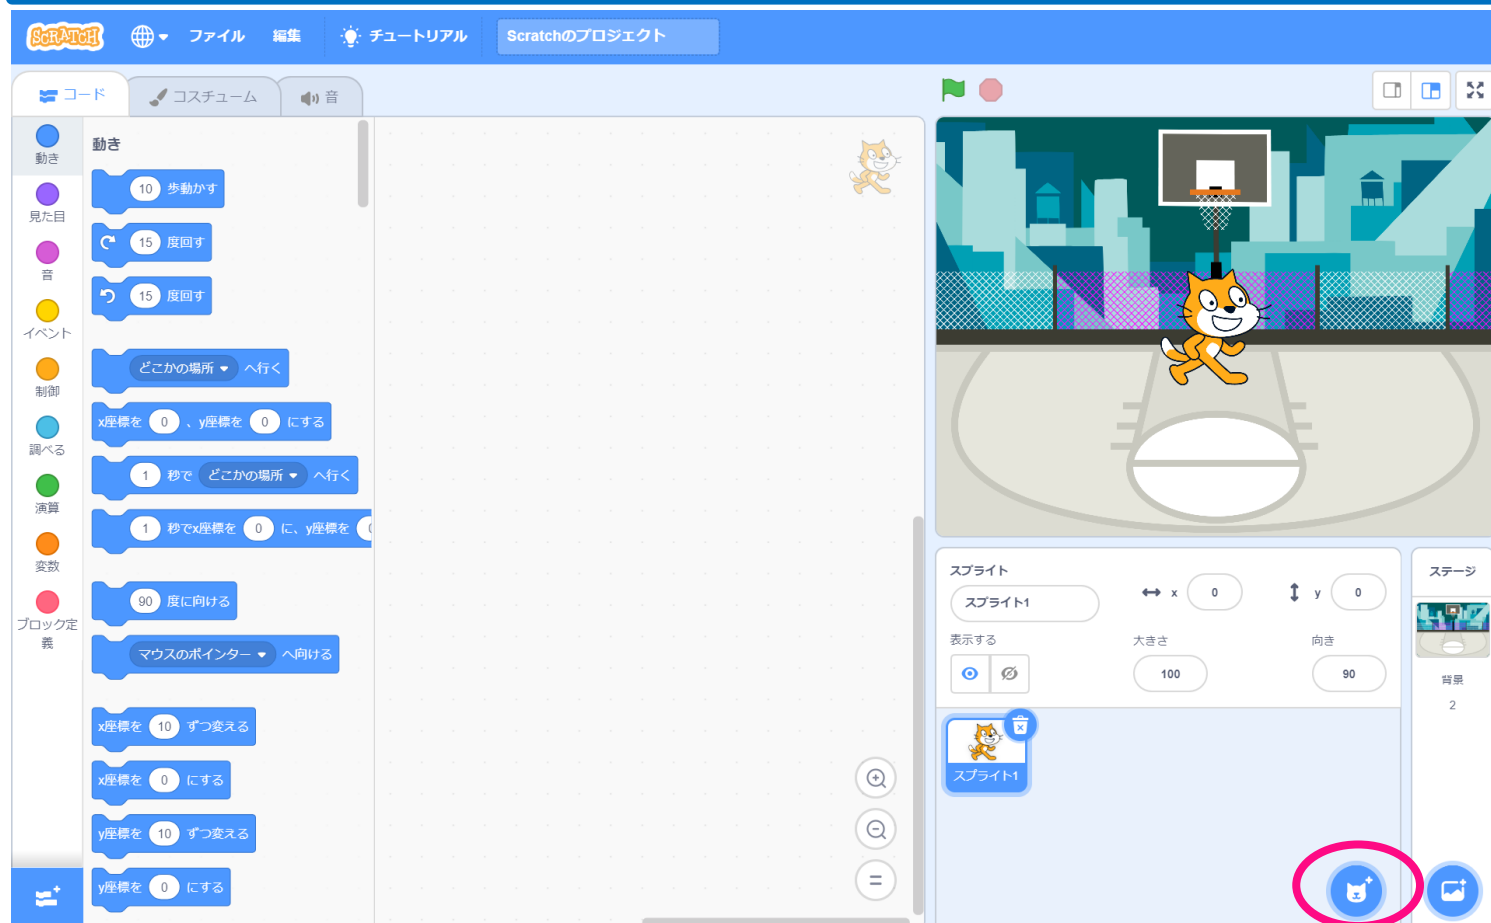 SCRATCH ファイル 編集 チュートリアル Scratchのプロジェクト
コード コスチューム 音
動き
見た目
音
イベント
制御
調べる
演算
変数
ブロック定
義
動き
10 歩動かす
15 度回す
15 度回す
どこかの場所 へ行く
x座標を 0 、y座標を 0 にする
1 秒で どこかの場所 へ行く
1 秒でx座標を 0 に、y座標を
90 度に向ける
マウスのポインター へ向ける
x座標を 10 ずつ変える
x座標を 0 にする
y座標を 10 ずつ変える
y座標を 0 にする
スプライト
スプライト1 x 0 y 0
表示する 大きさ 向き
100 90
スプライト1
ステージ
背景
2